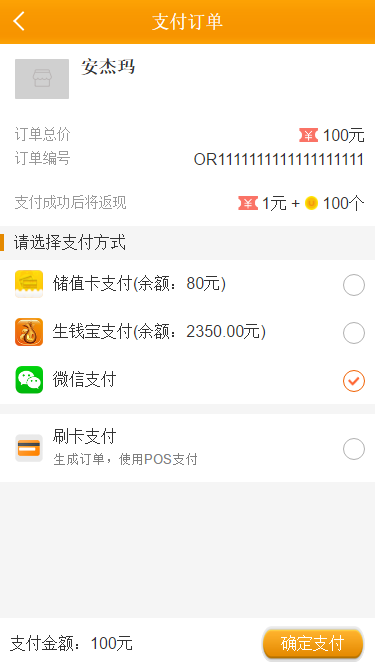 支付订单
安杰玛
订单总价 100元
订单编号 OR1111111111111111111
支付成功后将返现 1元 + 100个
请选择支付方式
储值卡支付(余额：80元)
生钱宝支付(余额：2350.00元)
微信支付
刷卡支付
生成订单，使用POS支付
支付金额：100元 确定支付